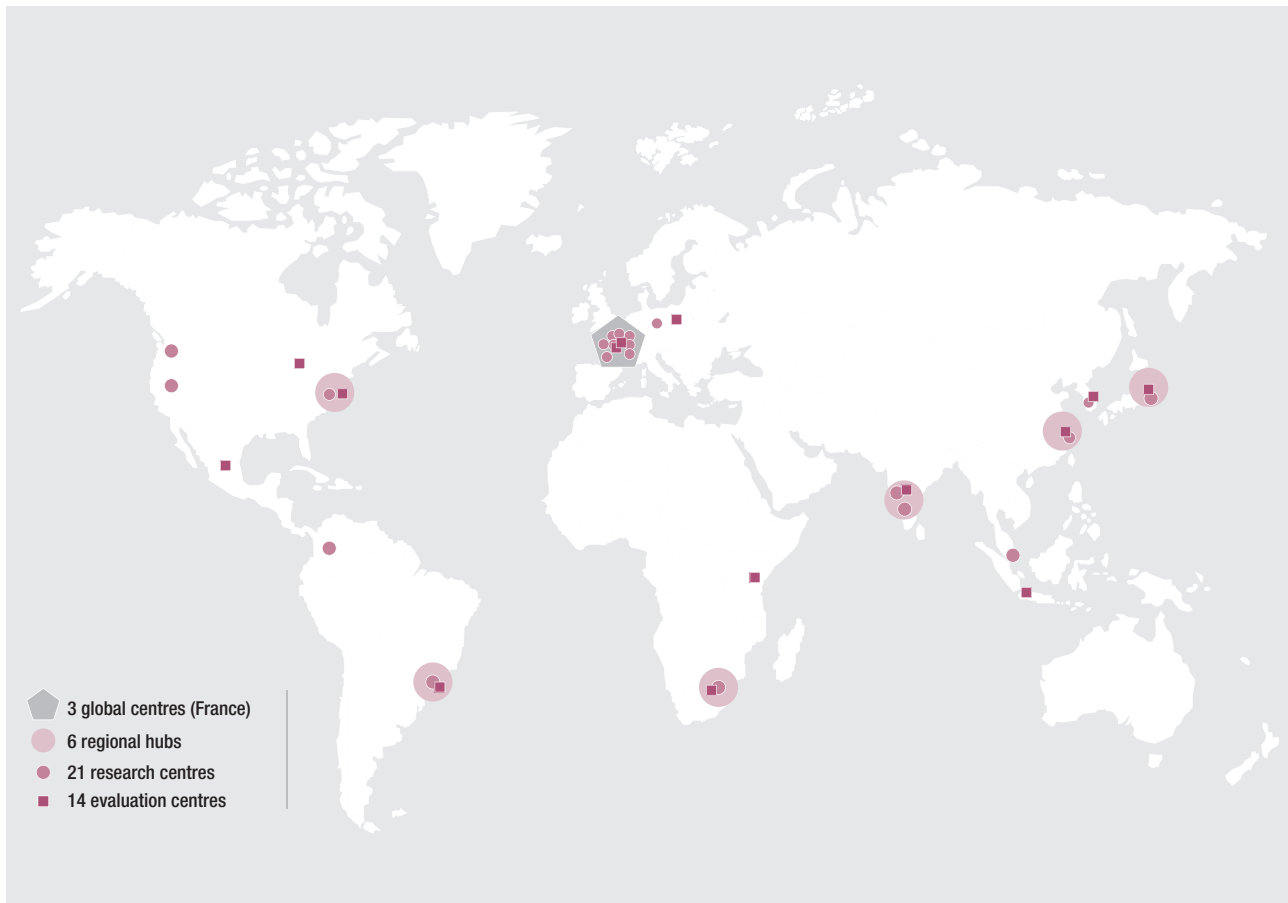 3 global centres (France)
6 regional hubs
21 research centres
14 evaluation centres